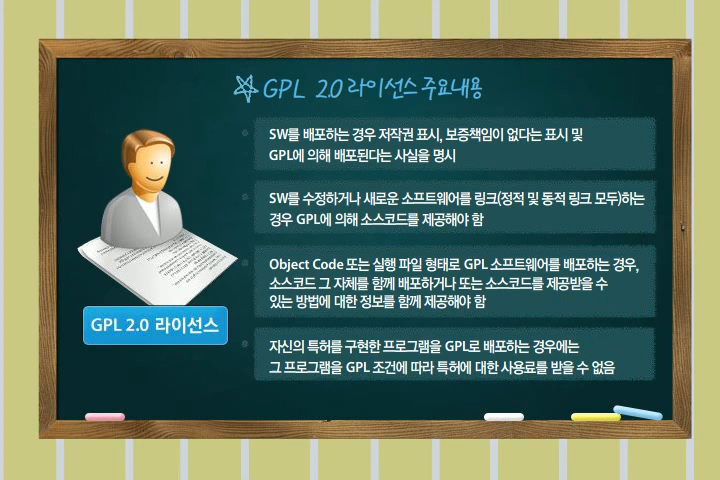 GPL 2.0 라이선스 주요내용
SW를 배포하는 경우 저작권 표시, 보증책임이 없다는 표시 및
GPL에 의해 배포된다는 사실을 명시
SW를 수정하거나 새로운 소프트웨어를 링크(정적 및 동적 링크 모두)하는
경우 GPL에 의해 소스코드를 제공해야 함
Object Code 또는 실행 파일 형태로 GPL 소프트웨어를 배포하는 경우,
소스코드 그 자체를 함께 배포하거나 또는 소스코드를 제공받을 수
있는 방법에 대한 정보를 함께 제공해야 함
GPL 2.0 라이선스
자신의 특허를 구현한 프로그램을 GPL로 배포하는 경우에는
그 프로그램을 GPL 조건에 따라 특허에 대한 사용료를 받을 수 없음